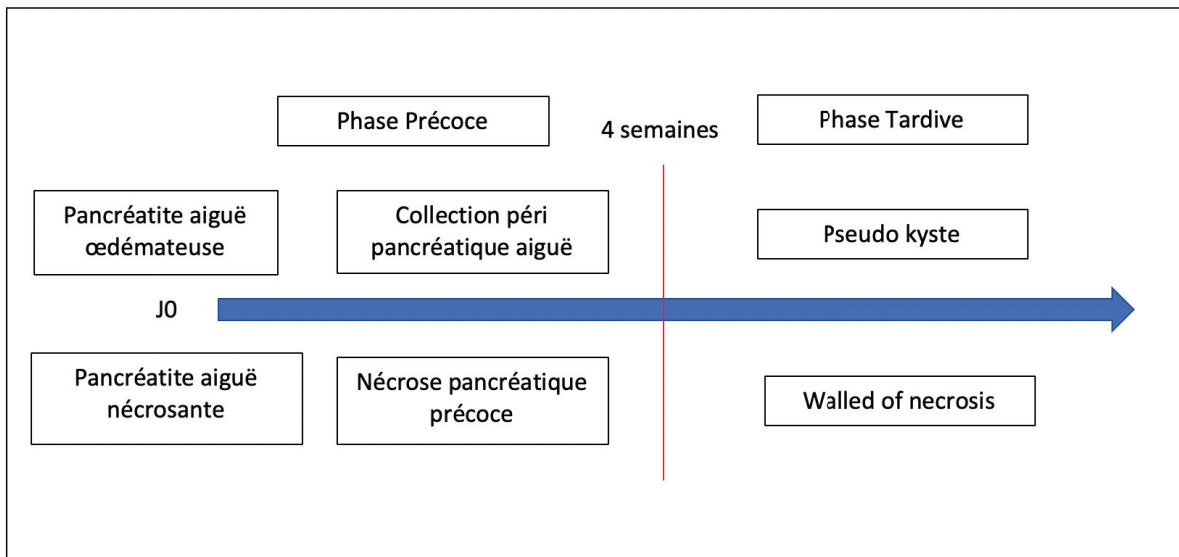 Phase Précoce
4 semaines
Phase Tardive
Pancréatite aiguë
œdémateuse
Collection péri
pancréatique aiguë
Pseudo kyste
J0
Pancréatite aiguë
nécrosante
Nécrose pancréatique
précoce
Walled of necrosis